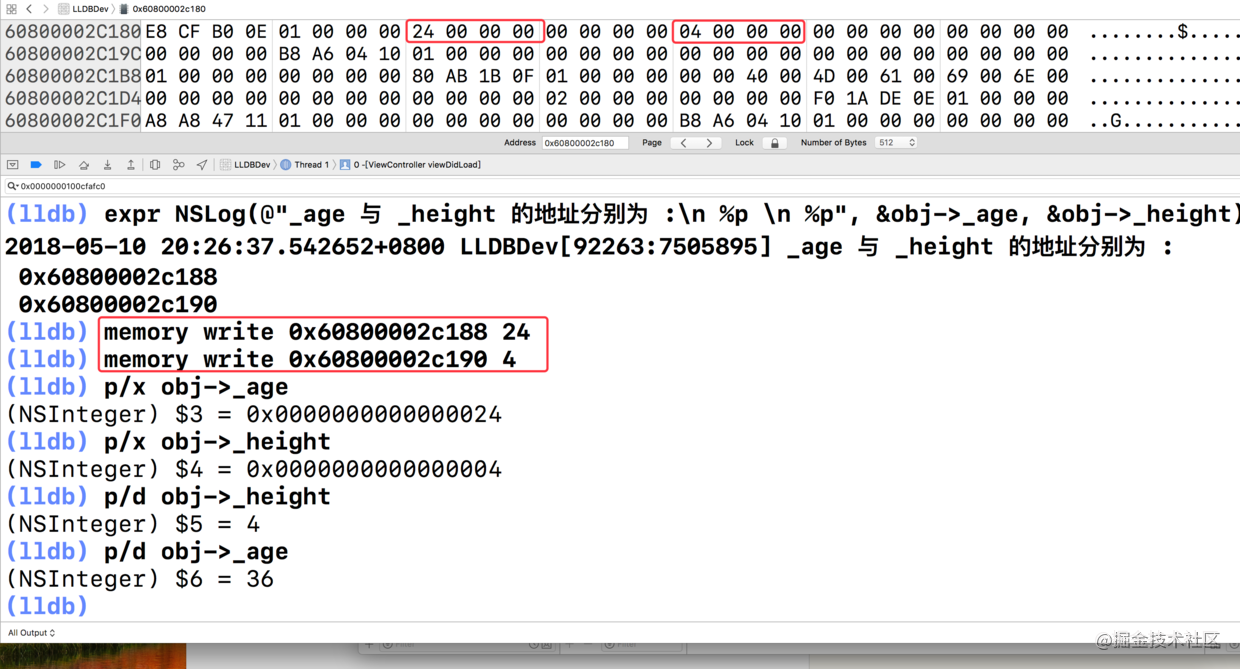 LLDBDev 〉 0x60800002c180
60800002C180 E8 CF B0 0E 01 00 00 00 24 00 00 00 00 00 00 00 04 00 00 00 00 00 00 00 00 00 00 00 ........$.....
60800002C19C 00 00 00 00 B8 A6 04 10 01 00 00 00 00 00 00 00 00 00 00 00 00 00 00 00 00 00 00 00 ..............
60800002C1B8 01 00 00 00 00 00 00 00 80 AB 1B 0F 01 00 00 00 00 00 40 00 4D 00 61 00 69 00 6E 00 ..............
60800002C1D4 00 00 00 00 00 00 00 00 00 00 00 00 02 00 00 00 00 00 00 00 F0 1A DE 0E 01 00 00 00 ..............
60800002C1F0 A8 A8 47 11 01 00 00 00 00 00 00 00 00 00 00 00 B8 A6 04 10 01 00 00 00 00 00 00 00 ..G...........
Address 0x60800002c180 Page Lock Number of Bytes 512
LLDBDev 〉 Thread 1 〉 0 -[ViewController viewDidLoad]
0x0000000100cfafc0
(lldb) expr NSLog(@"_age 与 _height 的地址分别为 :\n %p \n %p", &obj->_age, &obj->_height)
2018-05-10 20:26:37.542652+0800 LLDBDev[92263:7505895] _age 与 _height 的地址分别为 :
0x60800002c188
0x60800002c190
(lldb) memory write 0x60800002c188 24
(lldb) memory write 0x60800002c190 4
(lldb) p/x obj->_age
(NSInteger) $3 = 0x0000000000000024
(lldb) p/x obj->_height
(NSInteger) $4 = 0x0000000000000004
(lldb) p/d obj->_height
(NSInteger) $5 = 4
(lldb) p/d obj->_age
(NSInteger) $6 = 36
(lldb)
All Output
Filter
Filter
@掘金技术社区